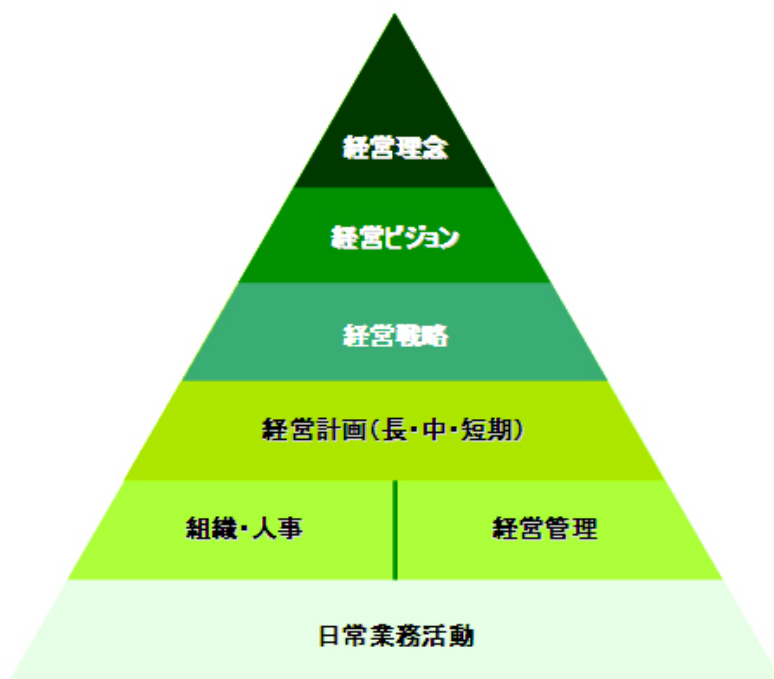 経営理念
経営ビジョン
経営戦略
経営計画(長・中・短期)
組織・人事
経営管理
日常業務活動